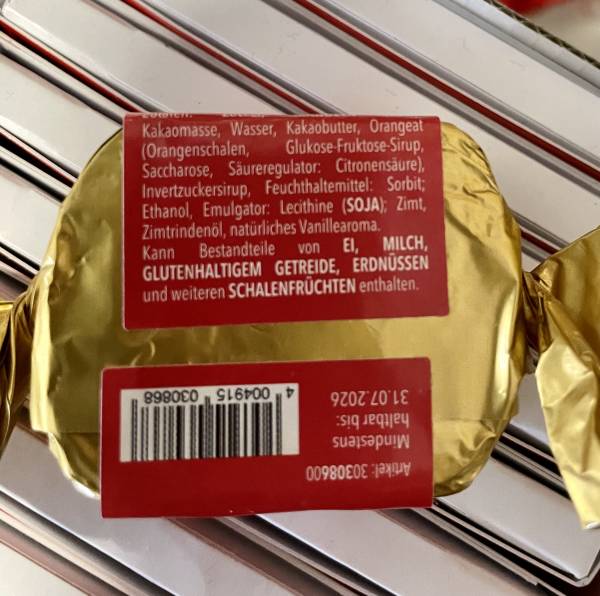 Kakaomasse, Wasser, Kakaobutter, Orangeat
(Orangenschalen, Glukose-Fruktose-Sirup,
Saccharose, Säureregulator: Citronensäure),
Invertzuckersirup, Feuchthaltemittel: Sorbit;
Ethanol, Emulgator: Lecithine (SOJA); Zimt,
Zimtrindenöl, natürliches Vanillearoma.
Kann Bestandteile von EI, MILCH,
GLUTENHALTIGEM GETREIDE, ERDNÜSSEN
und weiteren SCHALENFRÜCHTEN enthalten.
Artikel: 30308600
Mindestens
haltbar bis:
31.07.2026
4 004915 030868